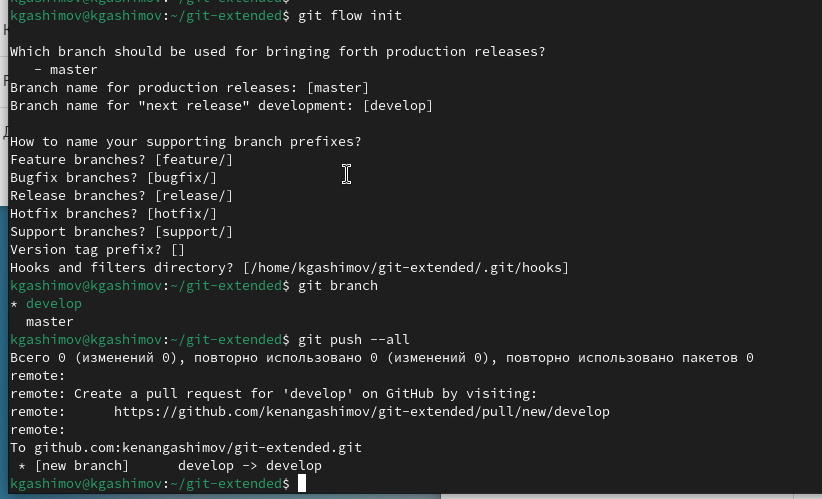 kgashimov@kgashimov:~/git-extended$ git flow init
Which branch should be used for bringing forth production releases?
   - master
Branch name for production releases: [master]
Branch name for "next release" development: [develop]
How to name your supporting branch prefixes?
Feature branches? [feature/]
Bugfix branches? [bugfix/]
Release branches? [release/]
Hotfix branches? [hotfix/]
Support branches? [support/]
Version tag prefix? []
Hooks and filters directory? [/home/kgashimov/git-extended/.git/hooks]
kgashimov@kgashimov:~/git-extended$ git branch
* develop
  master
kgashimov@kgashimov:~/git-extended$ git push --all
Всего 0 (изменений 0), повторно использовано 0 (изменений 0), повторно использовано пакетов 0
remote:
remote: Create a pull request for 'develop' on GitHub by visiting:
remote:      https://github.com/kenangashimov/git-extended/pull/new/develop
remote:
To github.com:kenangashimov/git-extended.git
 * [new branch]      develop -> develop
kgashimov@kgashimov:~/git-extended$